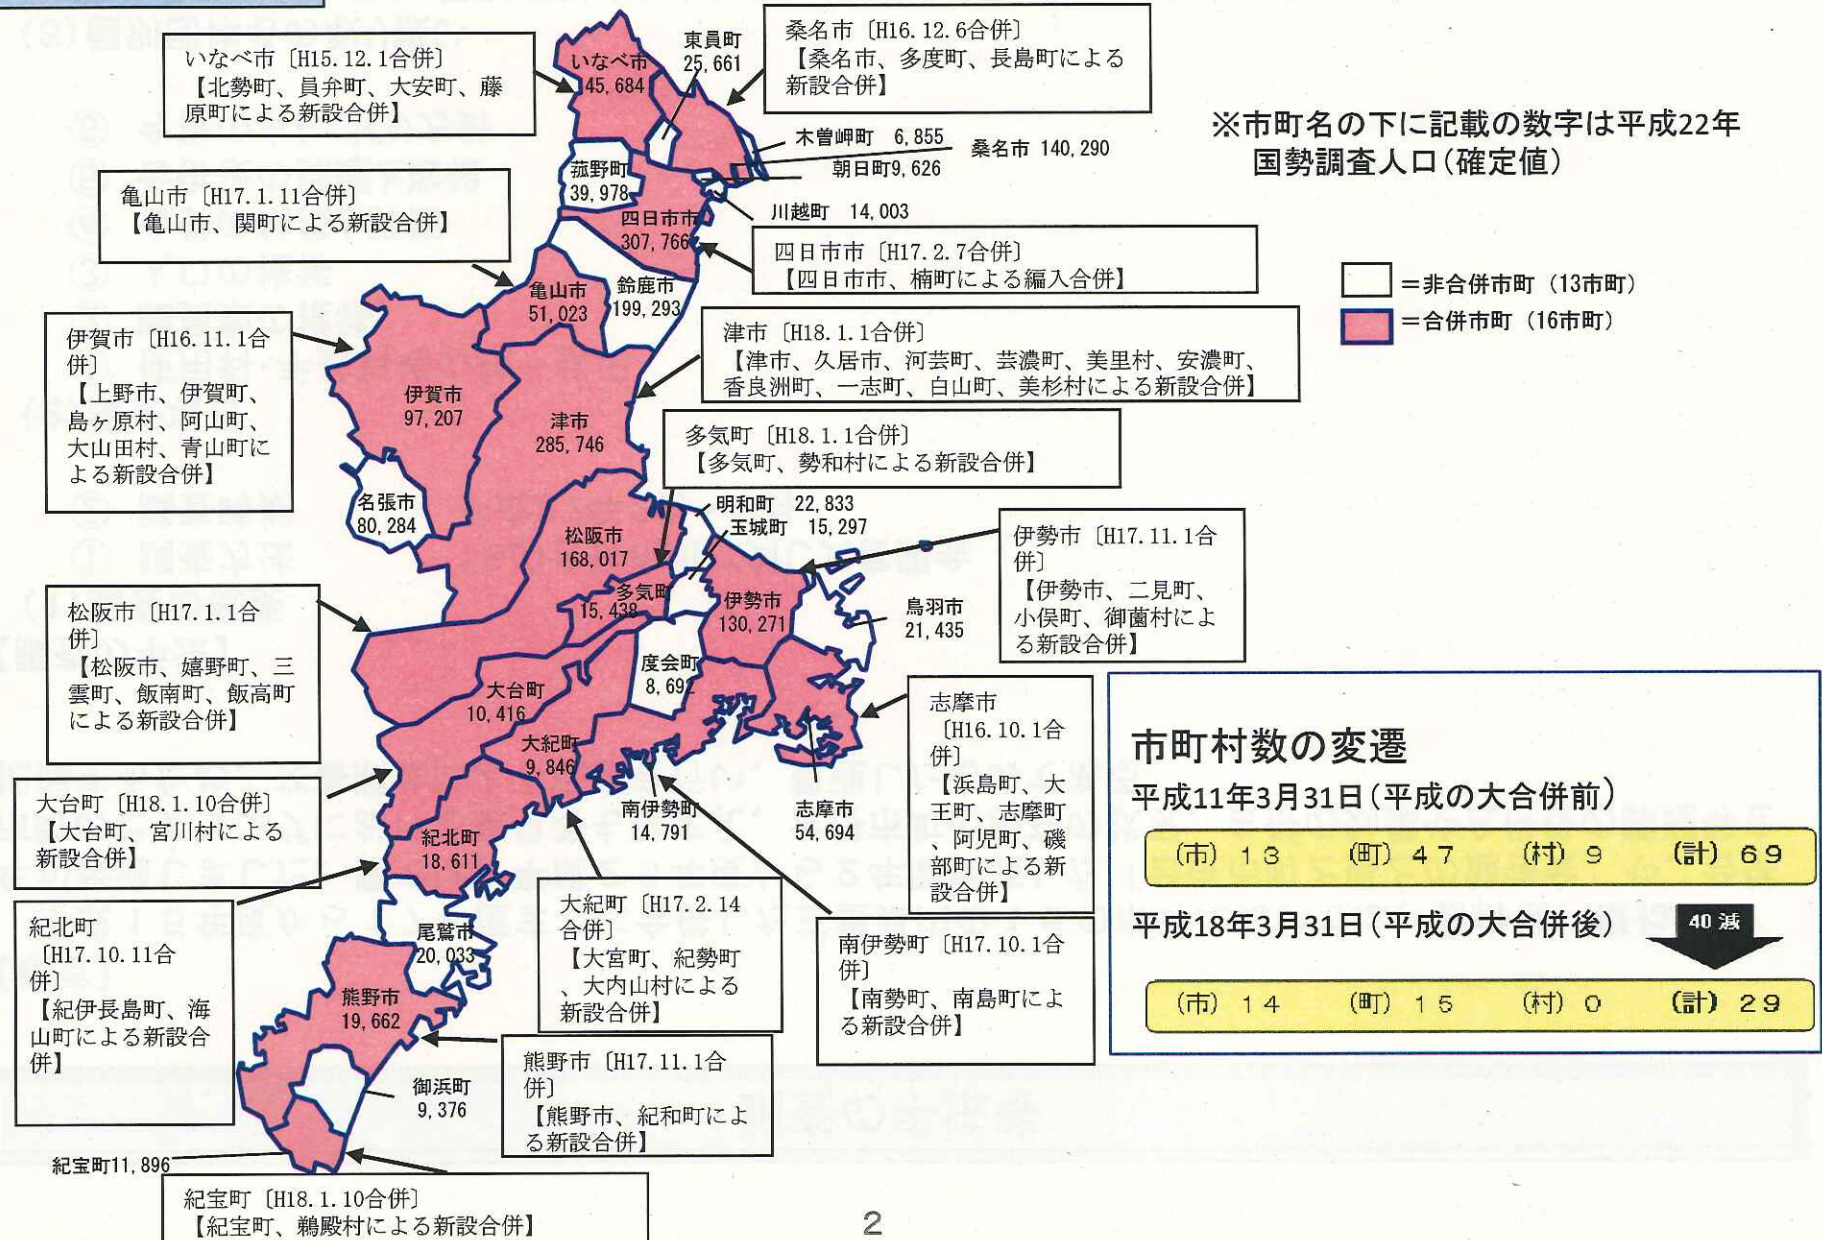 いなべ市〔H15.12.1合併〕
【北勢町、員弁町、大安町、藤
原町による新設合併】
いなべ市
45,684
東員町
25,661
桑名市〔H16.12.6合併〕
【桑名市、多度町、長島町による
新設合併】
※市町名の下に記載の数字は平成22年
国勢調査人口(確定値)
木曽岬町 6,855
桑名市 140,290
朝日町9,626
川越町 14,003
菰野町
39,978
四日市市
307,766
亀山市〔H17.1.11合併〕
【亀山市、関町による新設合併】
四日市市〔H17.2.7合併〕
【四日市市、楠町による編入合併】
=非合併市町(13市町)
=合併市町(16市町)
亀山市
51,023
鈴鹿市
199,293
伊賀市〔H16.11.1合
併〕
【上野市、伊賀町、
島ヶ原村、阿山町、
大山田村、青山町に
よる新設合併】
津市〔H18.1.1合併〕
【津市、久居市、河芸町、芸濃町、美里村、安濃町、
香良洲町、一志町、白山町、美杉村による新設合併】
伊賀市
97,207
津市
285,746
多気町〔H18.1.1合併〕
【多気町、勢和村による新設合併】
名張市
80,284
明和町 22,833
玉城町 15,297
松阪市
168,017
伊勢市〔H17.11.1合
併〕
【伊勢市、二見町、
小俣町、御薗村によ
る新設合併】
多気町
15,438
伊勢市
130,271
鳥羽市
21,435
松阪市〔H17.1.1合
併〕
【松阪市、嬉野町、三
雲町、飯南町、飯高町
による新設合併】
度会町
8,692
大台町
10,416
大紀町
9,846
志摩市
〔H16.10.1合
併〕
【浜島町、大
王町、志摩町
、阿児町、磯
部町による新
設合併】
市町村数の変遷
平成11年3月31日(平成の大合併前)
(市)13 (町)47 (村)9 (計)69
平成18年3月31日(平成の大合併後)
40減
(市)14 (町)15 (村)0 (計)29
大台町〔H18.1.10合併〕
【大台町、宮川村による
新設合併】
南伊勢町
14,791
志摩市
54,694
紀北町
18,611
紀北町
〔H17.10.11合
併〕
【紀伊長島町、海
山町による新設合
併】
大紀町〔H17.2.14
合併〕
【大宮町、紀勢町
、大内山村による
新設合併】
南伊勢町〔H17.10.1合
併〕
【南勢町、南島町によ
る新設合併】
尾鷲市
20,033
熊野市
19,662
熊野市〔H17.11.1合
併〕
【熊野市、紀和町によ
る新設合併】
御浜町
9,376
紀宝町11,896
紀宝町〔H18.1.10合併〕
【紀宝町、鵜殿村による新設合併】
2